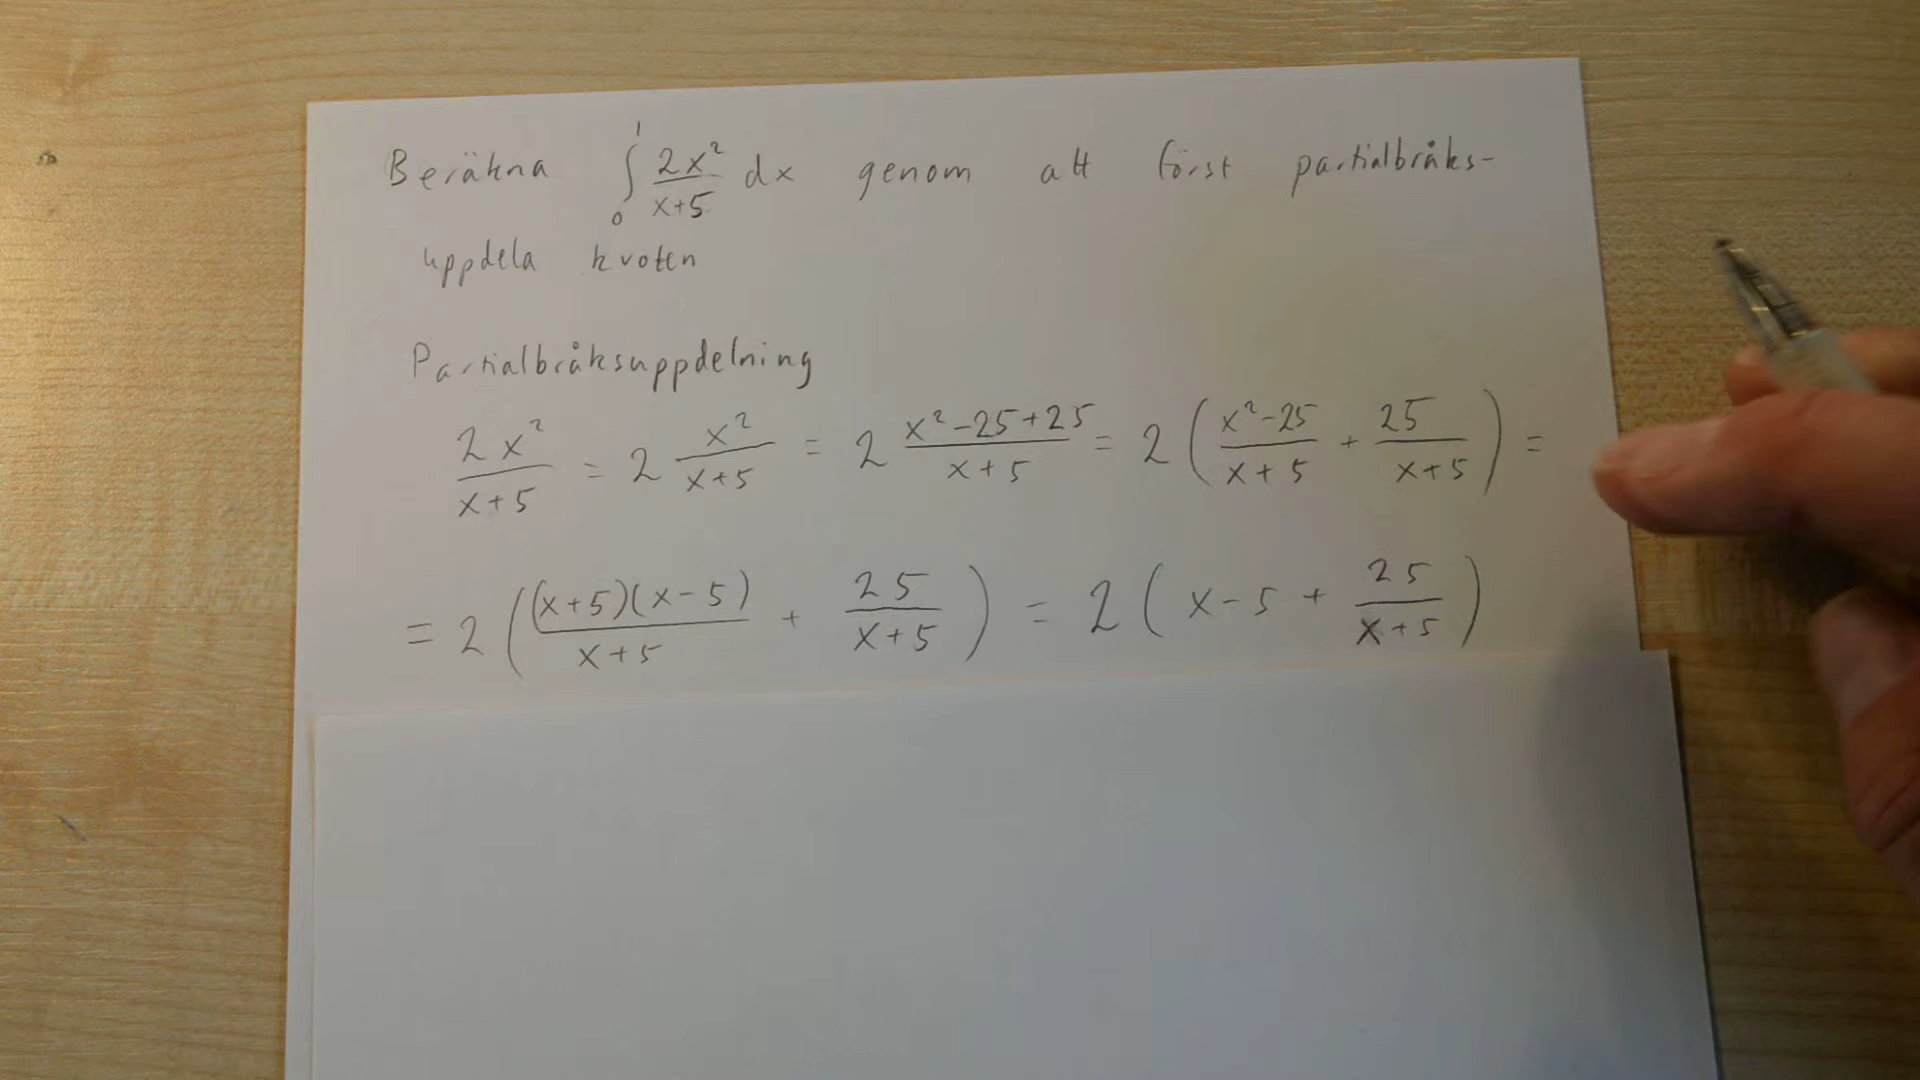 Beräkna ∫₀¹ 2x²/(x+5) dx genom att först partialbråks-
uppdela kvoten
Partialbråksuppdelning
2x²/(x+5) = 2 x²/(x+5) = 2 (x²-25+25)/(x+5) = 2 ( (x²-25)/(x+5) + 25/(x+5) ) =
= 2 ( (x+5)(x-5)/(x+5) + 25/(x+5) ) = 2 ( x-5 + 25/(x+5) )